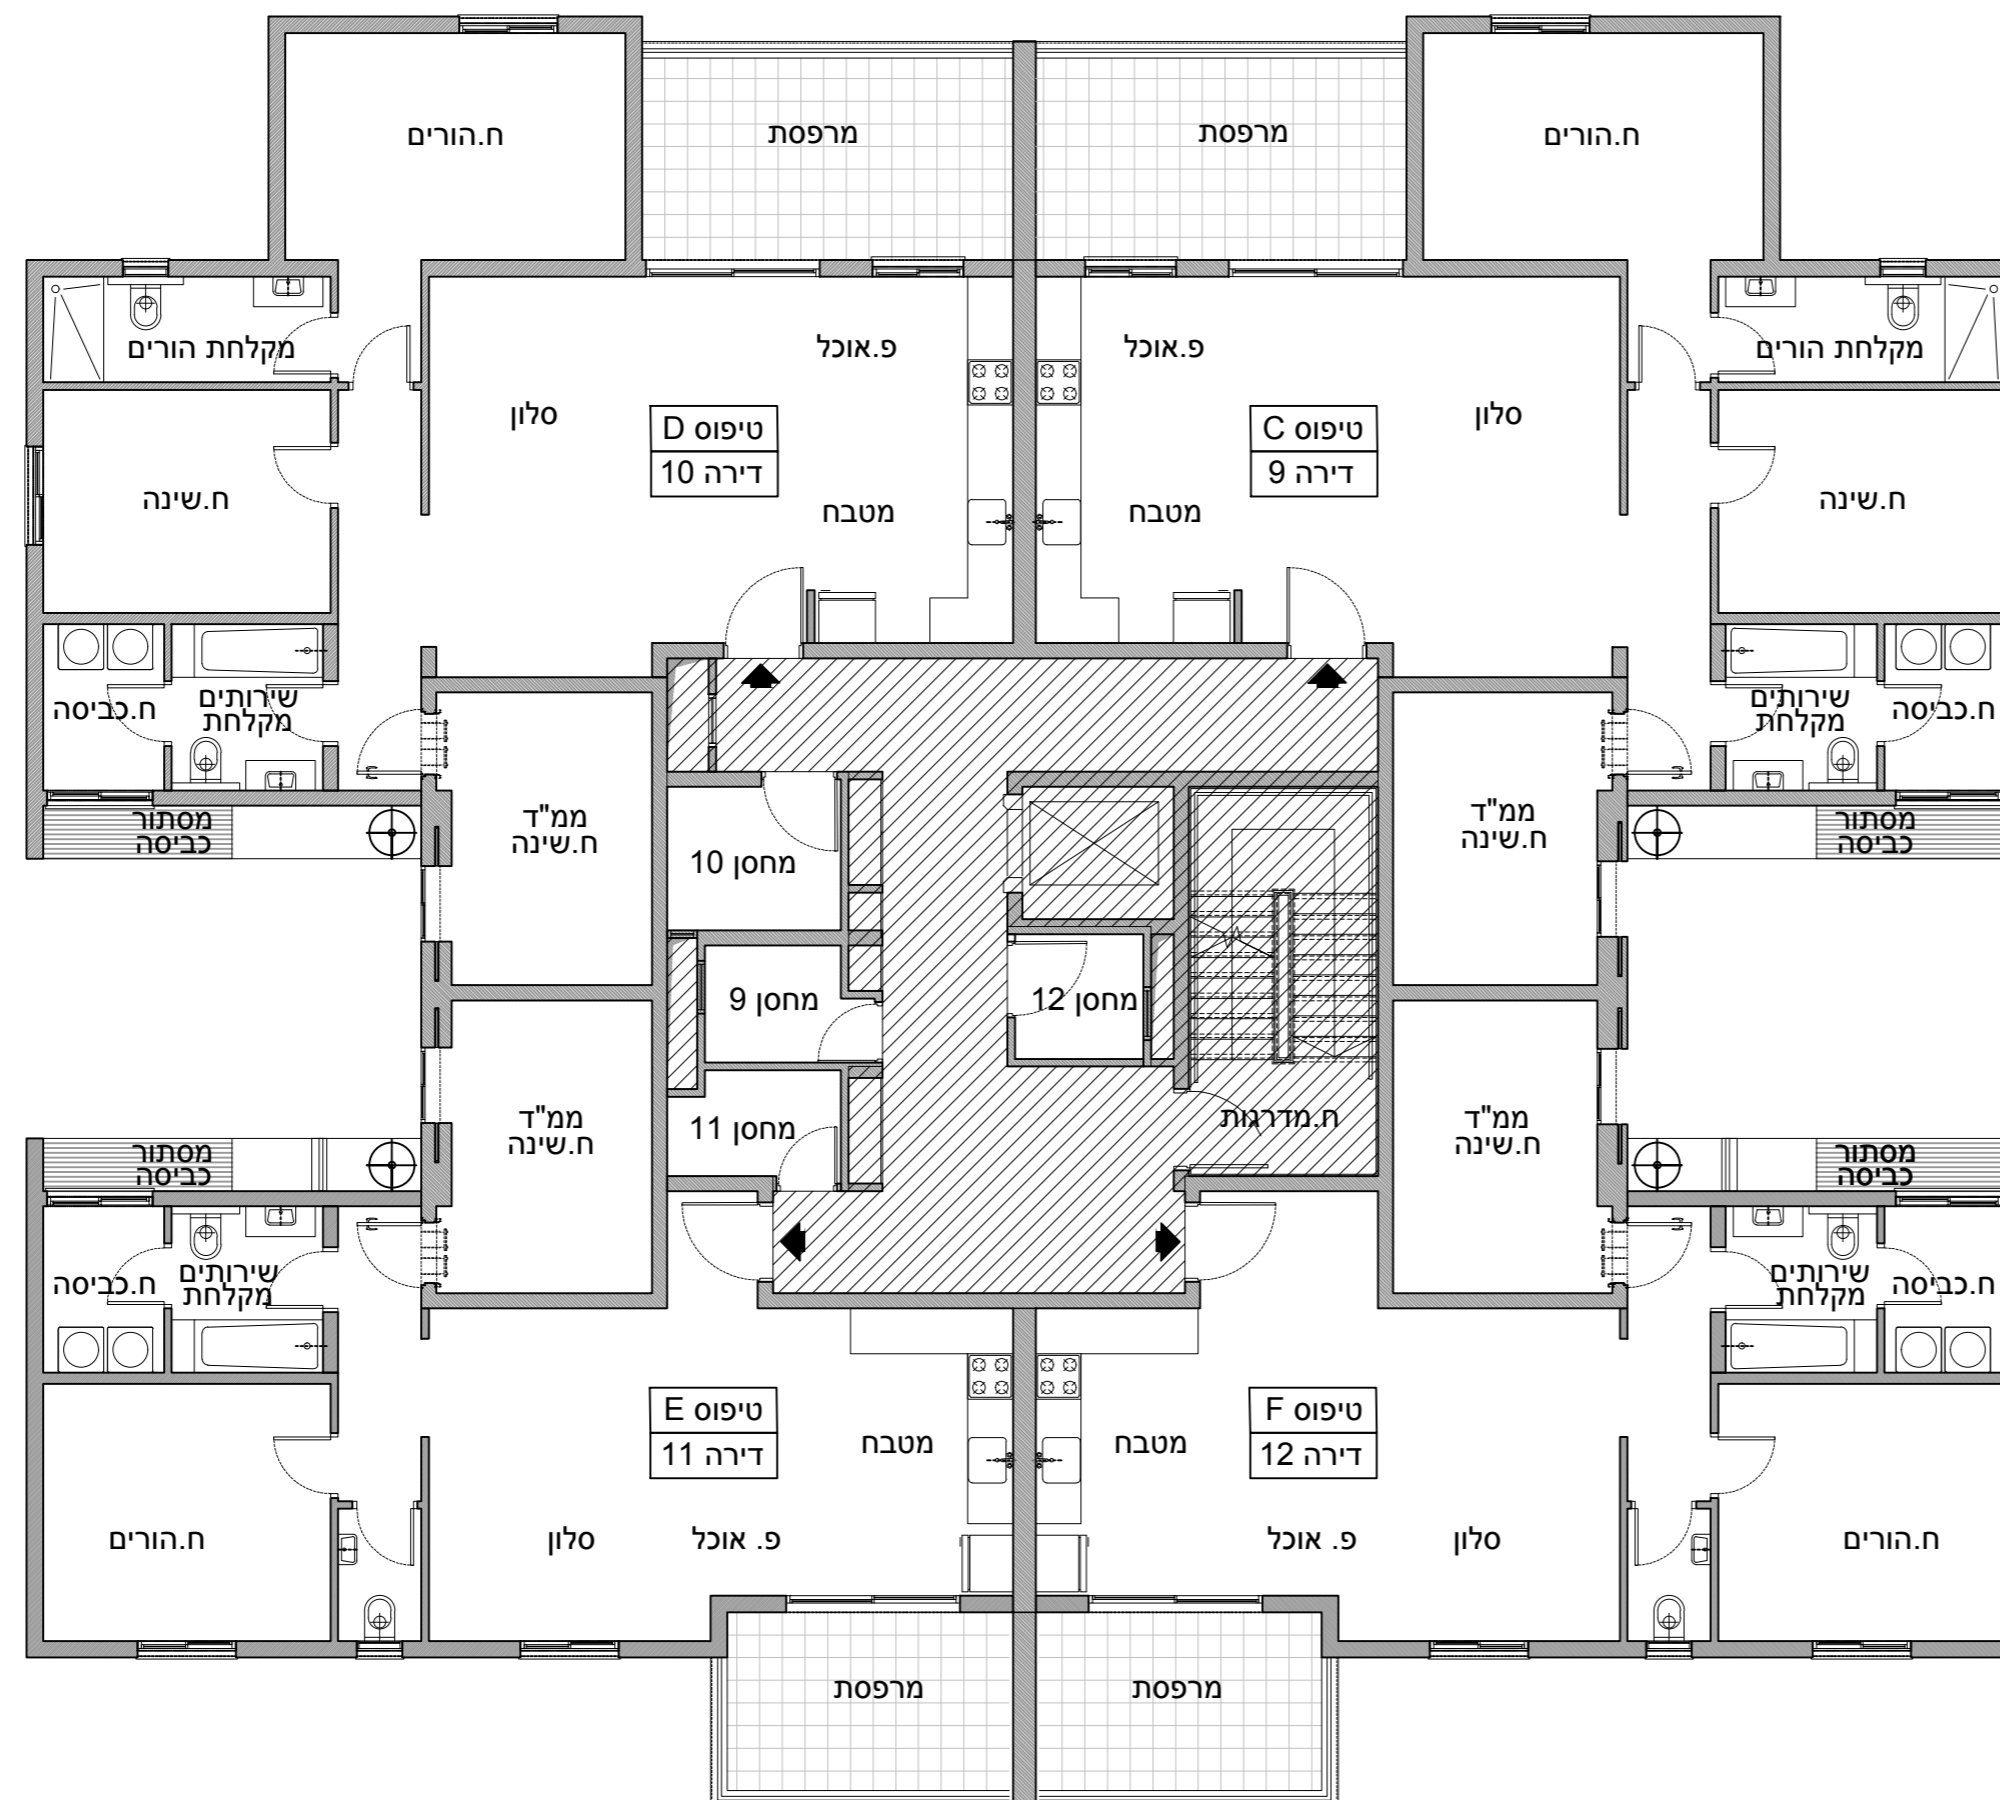 ח.הורים
מרפסת
מרפסת
ח.הורים
מקלחת הורים
פ.אוכל
פ.אוכל
מקלחת הורים
סלון
טיפוס D
דירה 10
טיפוס C
דירה 9
סלון
ח.שינה
מטבח
מטבח
ח.שינה
ח.כביסה
שירותים
מקלחת
שירותים
מקלחת
ח.כביסה
מסתור
כביסה
ממ"ד
ח.שינה
מחסן 10
ממ"ד
ח.שינה
מסתור
כביסה
מחסן 9
מחסן 12
ממ"ד
ח.שינה
מחסן 11
ח.מדרגות
ממ"ד
ח.שינה
מסתור
כביסה
מסתור
כביסה
ח.כביסה
שירותים
מקלחת
שירותים
מקלחת
ח.כביסה
טיפוס E
דירה 11
מטבח
מטבח
טיפוס F
דירה 12
ח.הורים
סלון
פ. אוכל
פ. אוכל
סלון
ח.הורים
מרפסת
מרפסת